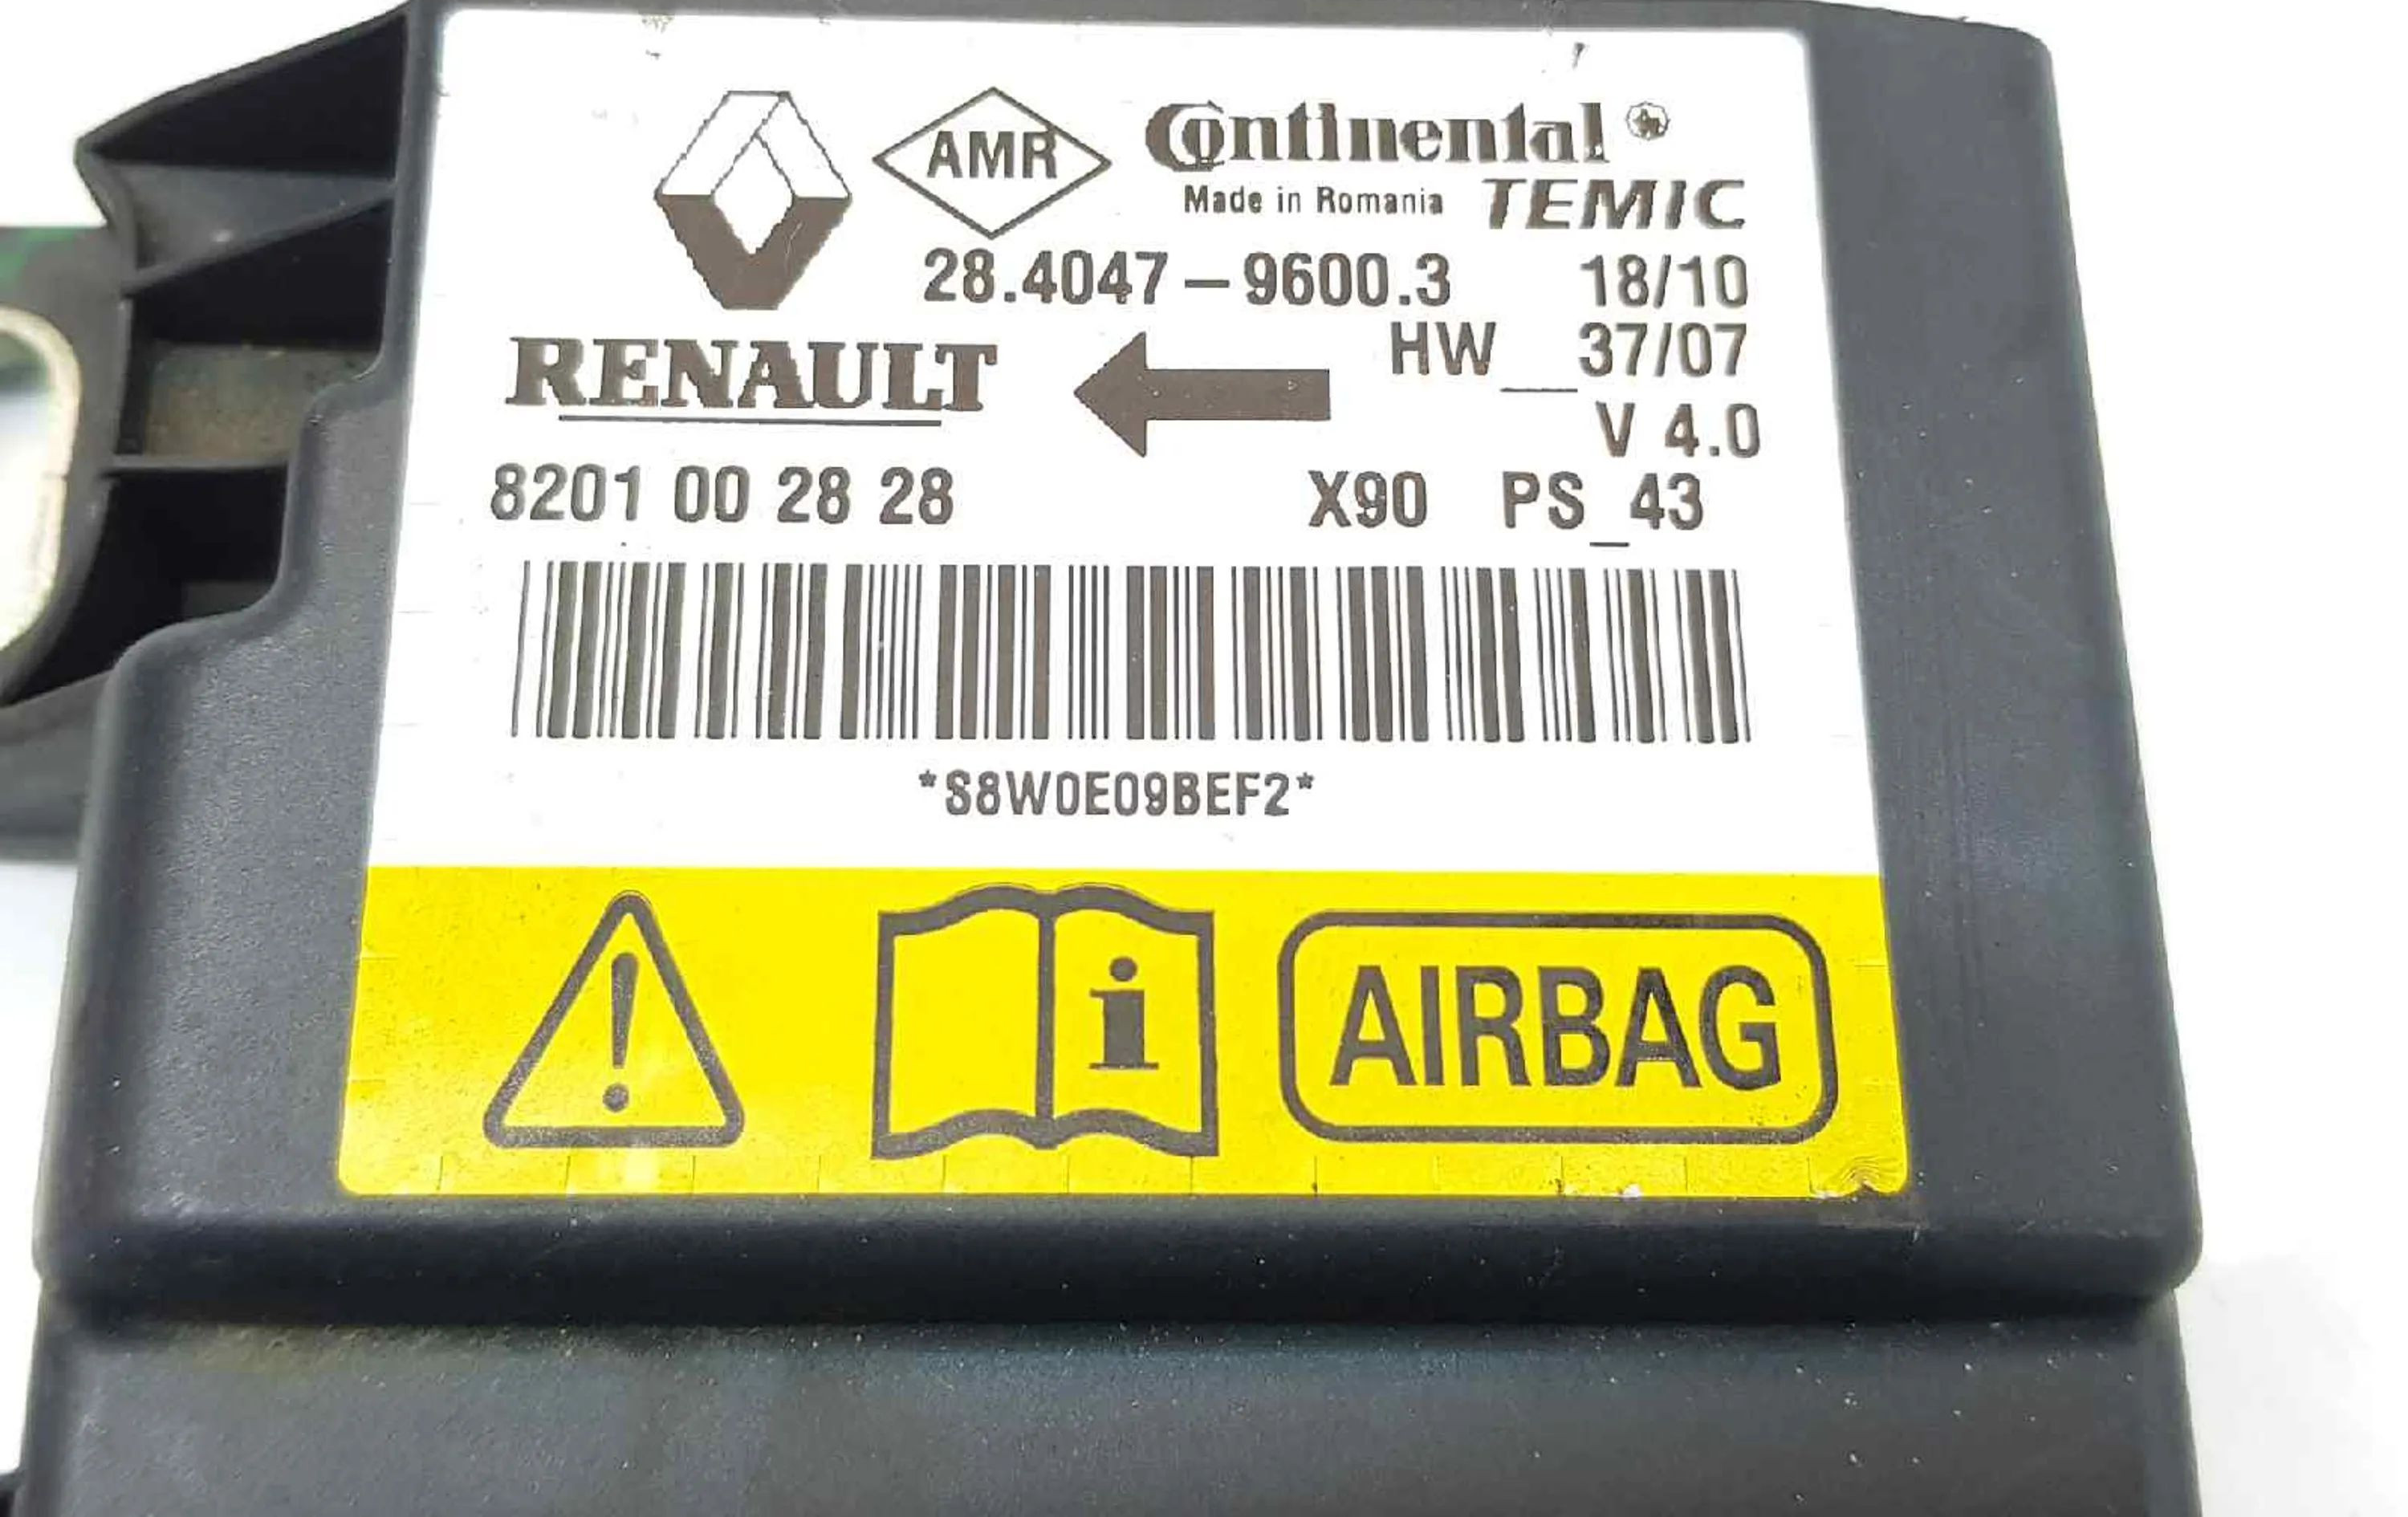 AMR Continental
Made in Romania TEMIC
28.4047-9600.3 18/10
RENAULT HW__37/07
V 4.0
8201 00 28 28 X90 PS_43
*S8W0E09BEF2*
! i AIRBAG